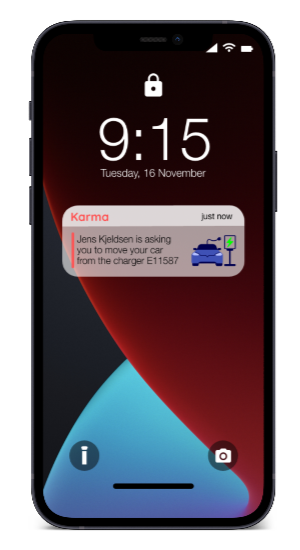 9:15
Tuesday, 16 November
Karma just now
Jens Kjeldsen is asking
you to move your car
from the charger E11587